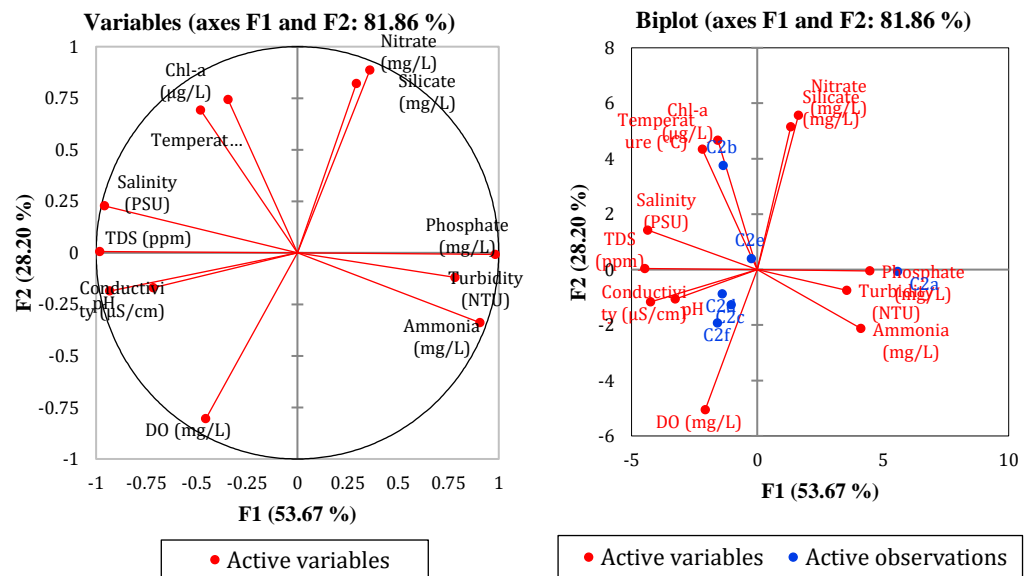 Variables (axes F1 and F2: 81.86 %)
1
0.75
0.5
0.25
0
-0.25
-0.5
-0.75
-1
F2 (28.20 %)
Nitrate
(mg/L)
Silicate
(mg/L)
Chl-a
(µg/L)
Temperat...
Salinity
(PSU)
TDS (ppm)
Phosphate
(mg/L)
Turbidity
(NTU)
Conductivi
ty (µS/cm)
pH
Ammonia
(mg/L)
DO (mg/L)
-1 -0.75 -0.5 -0.25 0 0.25 0.5 0.75 1
F1 (53.67 %)
Active variables
Biplot (axes F1 and F2: 81.86 %)
8
6
4
2
0
-2
-4
-6
F2 (28.20 %)
Nitrate
(mg/L)
Silicate
(mg/L)
Chl-a
(µg/L)
Temperat
ure (°C)
C2b
Salinity
(PSU)
C2e
TDS
(ppm)
Phosphate
(mg/L)
C2a
Turbidity
(NTU)
Conductivi
ty (µS/cm)
pH
C2c
C2f
Ammonia
(mg/L)
DO (mg/L)
-5 0 5 10
F1 (53.67 %)
Active variables Active observations